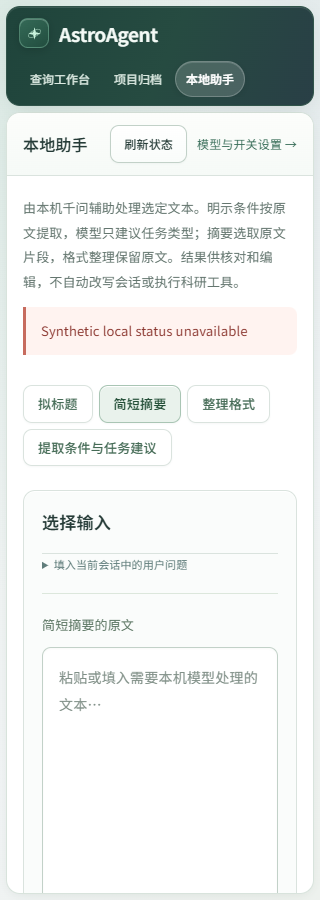 AstroAgent
查询工作台 项目归档 本地助手
本地助手 刷新状态 模型与开关设置 →
由本机千问辅助处理选定文本。明示条件按原
文提取，模型只建议任务类型；摘要选取原文
片段，格式整理保留原文。结果供核对和编
辑，不自动改写会话或执行科研工具。
Synthetic local status unavailable
拟标题 简短摘要 整理格式
提取条件与任务建议
选择输入
▶ 填入当前会话中的用户问题
简短摘要的原文
粘贴或填入需要本机模型处理的
文本…